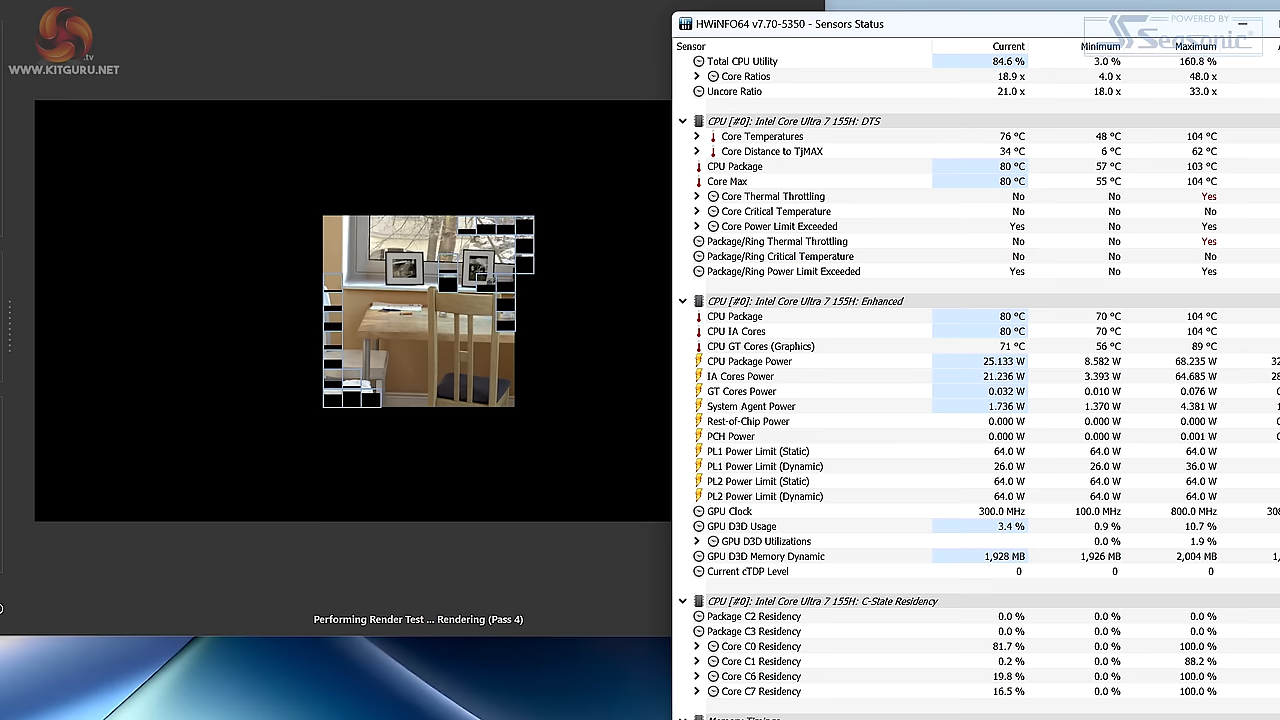 .tv
WWW.KITGURU.NET
HWiNFO64 v7.70-5350 - Sensors Status
POWERED BY
Seasonic
Sensor Current Minimum Maximum
Total CPU Utility 84.6 % 3.0 % 160.8 %
Core Ratios 18.9 x 4.0 x 48.0 x
Uncore Ratio 21.0 x 18.0 x 33.0 x
CPU [#0]: Intel Core Ultra 7 155H: DTS
Core Temperatures 76 °C 48 °C 104 °C
Core Distance to TjMAX 34 °C 6 °C 62 °C
CPU Package 80 °C 57 °C 103 °C
Core Max 80 °C 55 °C 104 °C
Core Thermal Throttling No No Yes
Core Critical Temperature No No No
Core Power Limit Exceeded Yes No Yes
Package/Ring Thermal Throttling No No Yes
Package/Ring Critical Temperature No No No
Package/Ring Power Limit Exceeded Yes No Yes
CPU [#0]: Intel Core Ultra 7 155H: Enhanced
CPU Package 80 °C 70 °C 104 °C
CPU IA Cores 80 °C 70 °C 104 °C
CPU GT Cores (Graphics) 71 °C 56 °C 89 °C
CPU Package Power 25.133 W 8.582 W 68.235 W
IA Cores Power 21.236 W 3.393 W 64.685 W
GT Cores Power 0.032 W 0.010 W 0.076 W
System Agent Power 1.736 W 1.370 W 4.381 W
Rest-of-Chip Power 0.000 W 0.000 W 0.000 W
PCH Power 0.000 W 0.000 W 0.001 W
PL1 Power Limit (Static) 64.0 W 64.0 W 64.0 W
PL1 Power Limit (Dynamic) 26.0 W 26.0 W 36.0 W
PL2 Power Limit (Static) 64.0 W 64.0 W 64.0 W
PL2 Power Limit (Dynamic) 64.0 W 64.0 W 64.0 W
GPU Clock 300.0 MHz 100.0 MHz 800.0 MHz
GPU D3D Usage 3.4 % 0.9 % 10.7 %
GPU D3D Utilizations 0.0 % 1.9 %
GPU D3D Memory Dynamic 1,928 MB 1,926 MB 2,004 MB
Current cTDP Level 0 0 0
CPU [#0]: Intel Core Ultra 7 155H: C-State Residency
Package C2 Residency 0.0 % 0.0 % 0.0 %
Package C3 Residency 0.0 % 0.0 % 0.0 %
Core C0 Residency 81.7 % 0.0 % 100.0 %
Core C1 Residency 0.2 % 0.0 % 88.2 %
Core C6 Residency 19.8 % 0.0 % 100.0 %
Core C7 Residency 16.5 % 0.0 % 100.0 %
Performing Render Test ... Rendering (Pass 4)